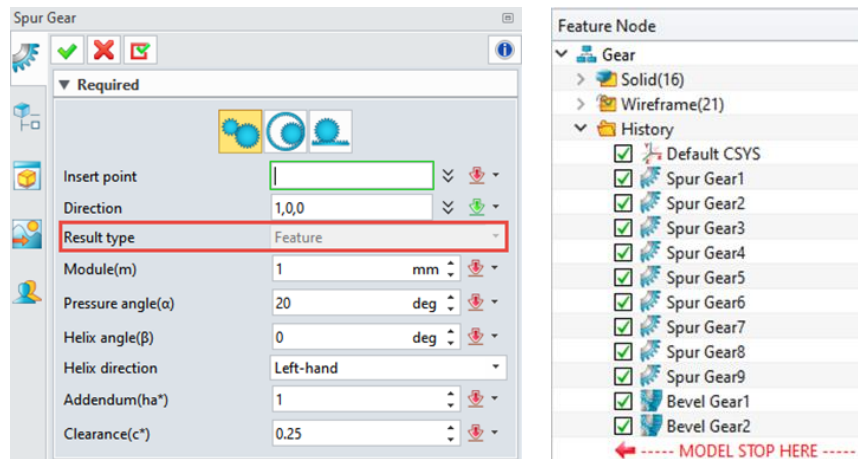 Spur Gear
Required
Insert point
Direction 1,0,0
Result type Feature
Module(m) 1 mm
Pressure angle(α) 20 deg
Helix angle(β) 0 deg
Helix direction Left-hand
Addendum(ha*) 1
Clearance(c*) 0.25
Feature Node
Gear
Solid(16)
Wireframe(21)
History
Default CSYS
Spur Gear1
Spur Gear2
Spur Gear3
Spur Gear4
Spur Gear5
Spur Gear6
Spur Gear7
Spur Gear8
Spur Gear9
Bevel Gear1
Bevel Gear2
----- MODEL STOP HERE -----